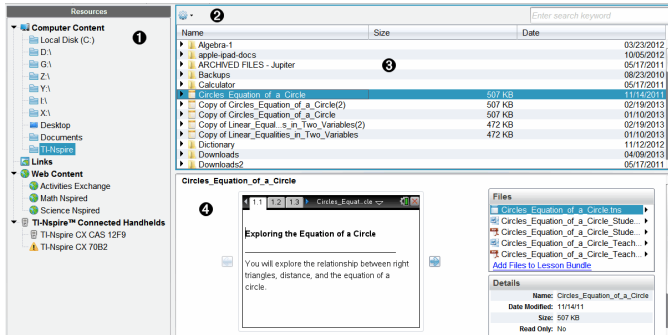 Resources
Computer Content
Local Disk (C:)
D:\
G:\
Z:\
Y:\
I:\
X:\
Desktop
Documents
TI-Nspire
Links
Web Content
Activities Exchange
Math Nspired
Science Nspired
TI-Nspire™ Connected Handhelds
TI-Nspire CX CAS 12F9
TI-Nspire CX 70B2
1
2
Enter search keyword
Name Size Date
3
Algebra-1 03/23/2012
apple-ipad-docs 10/05/2012
ARCHIVED FILES - Jupiter 05/17/2011
Backups 08/23/2010
Calculator 05/17/2011
Circles_Equation_of_a_Circle 507 KB 11/14/2011
Copy of Circles_Equation_of_a_Circle(2) 507 KB 02/19/2013
Copy of Circles_Equation_of_a_Circle 507 KB 01/10/2013
Copy of Linear_Equal...s_in_Two_Variables(2) 472 KB 02/19/2013
Copy of Linear_Equalities_in_Two_Variables 472 KB 01/10/2013
Dictionary 11/12/2012
Downloads 04/09/2013
Downloads2 05/17/2011
Circles_Equation_of_a_Circle
4
1.1 1.2 1.3 Circles_Equat...cle
Exploring the Equation of a Circle
You will explore the relationship between right
triangles, distance, and the equation of a
circle.
Files
Circles_Equation_of_a_Circle.tns
Circles_Equation_of_a_Circle_Stude...
Circles_Equation_of_a_Circle_Stude...
Circles_Equation_of_a_Circle_Teach...
Circles_Equation_of_a_Circle_Teach...
Add Files to Lesson Bundle
Details
Name: Circles_Equation_of_a_Circle
Date Modified: 11/14/11
Size: 507 KB
Read Only: No